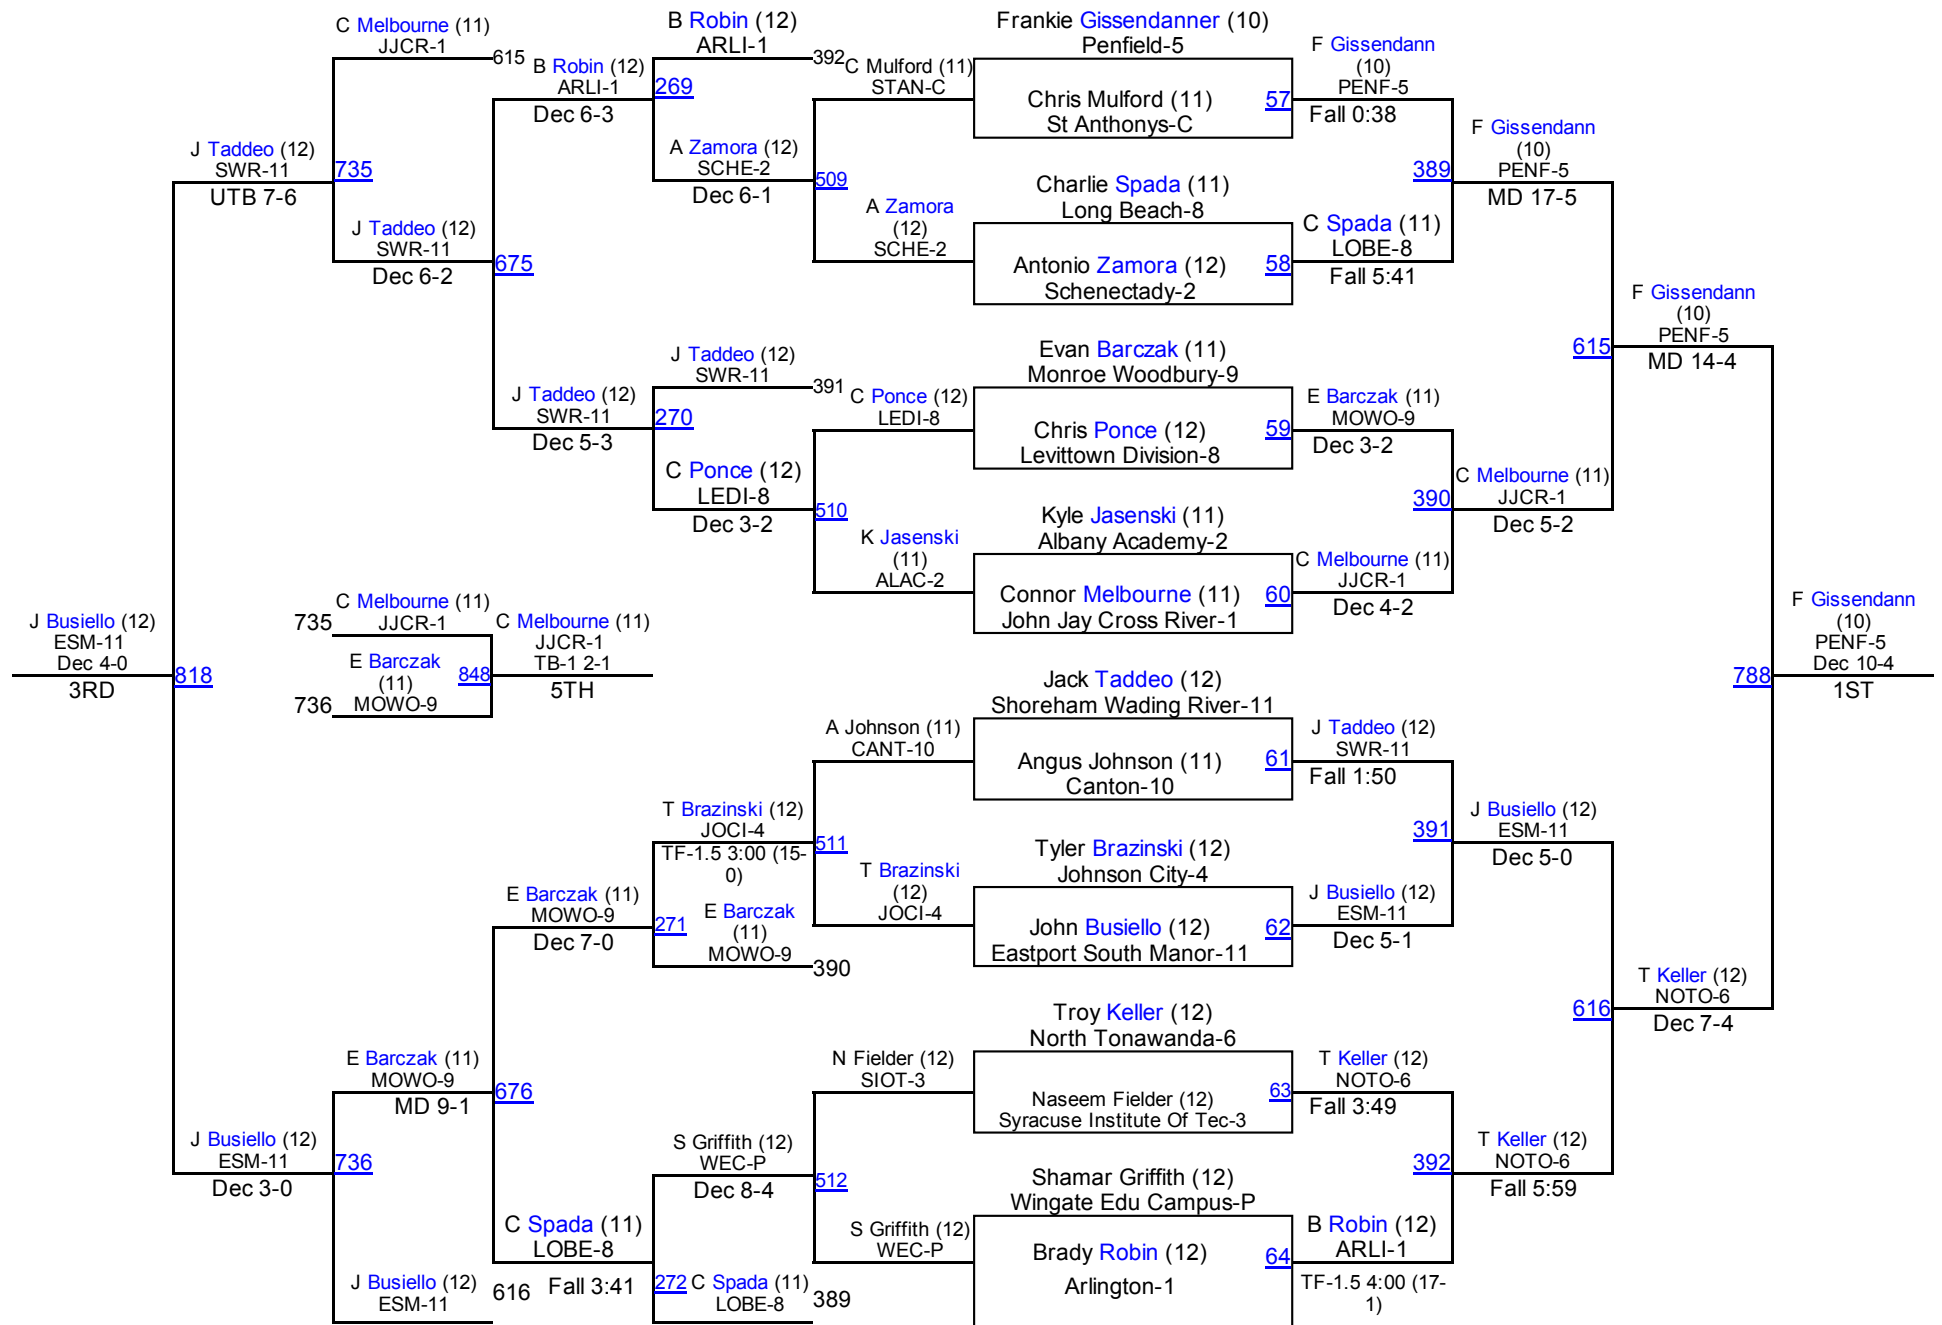 C Melbourne (11)
JJCR-1
615
J Taddeo (12)
SWR-11
UTB 7-6
735
J Taddeo (12)
SWR-11
Dec 6-2
B Robin (12)
ARLI-1
Dec 6-3
675
J Taddeo (12)
SWR-11
Dec 5-3
B Robin (12)
ARLI-1
392
269
A Zamora (12)
SCHE-2
Dec 6-1
J Taddeo (12)
SWR-11
391
270
C Ponce (12)
LEDI-8
Dec 3-2
C Mulford (11)
STAN-C
509
A Zamora
(12)
SCHE-2
C Ponce (12)
LEDI-8
510
K Jasenski
(11)
ALAC-2
Frankie Gissendanner (10)
Penfield-5
Chris Mulford (11)
St Anthonys-C
57
Charlie Spada (11)
Long Beach-8
Antonio Zamora (12)
Schenectady-2
58
Evan Barczak (11)
Monroe Woodbury-9
Chris Ponce (12)
Levittown Division-8
59
Kyle Jasenski (11)
Albany Academy-2
Connor Melbourne (11)
John Jay Cross River-1
60
F Gissendann
(10)
PENF-5
Fall 0:38
389
C Spada (11)
LOBE-8
Fall 5:41
E Barczak (11)
MOWO-9
Dec 3-2
390
C Melbourne (11)
JJCR-1
Dec 4-2
F Gissendann
(10)
PENF-5
MD 17-5
615
C Melbourne (11)
JJCR-1
Dec 5-2
F Gissendann
(10)
PENF-5
MD 14-4
J Busiello (12)
ESM-11
Dec 4-0
3RD
818
735
C Melbourne (11)
JJCR-1
E Barczak
(11)
MOWO-9
736
848
C Melbourne (11)
JJCR-1
TB-1 2-1
5TH
788
F Gissendann
(10)
PENF-5
Dec 10-4
1ST
J Busiello (12)
ESM-11
Dec 3-0
E Barczak (11)
MOWO-9
MD 9-1
736
J Busiello (12)
ESM-11
616
E Barczak (11)
MOWO-9
Dec 7-0
676
C Spada (11)
LOBE-8
Fall 3:41
T Brazinski (12)
JOCI-4
TF-1.5 3:00 (15-
0)
271
E Barczak
(11)
MOWO-9
390
S Griffith (12)
WEC-P
Dec 8-4
272
C Spada (11)
LOBE-8
389
A Johnson (11)
CANT-10
511
T Brazinski
(12)
JOCI-4
N Fielder (12)
SIOT-3
512
S Griffith (12)
WEC-P
Jack Taddeo (12)
Shoreham Wading River-11
Angus Johnson (11)
Canton-10
61
Tyler Brazinski (12)
Johnson City-4
John Busiello (12)
Eastport South Manor-11
62
Troy Keller (12)
North Tonawanda-6
Naseem Fielder (12)
Syracuse Institute Of Tec-3
63
Shamar Griffith (12)
Wingate Edu Campus-P
Brady Robin (12)
Arlington-1
64
J Taddeo (12)
SWR-11
Fall 1:50
391
J Busiello (12)
ESM-11
Dec 5-1
T Keller (12)
NOTO-6
Fall 3:49
392
B Robin (12)
ARLI-1
TF-1.5 4:00 (17-
1)
J Busiello (12)
ESM-11
Dec 5-0
616
T Keller (12)
NOTO-6
Fall 5:59
T Keller (12)
NOTO-6
Dec 7-4